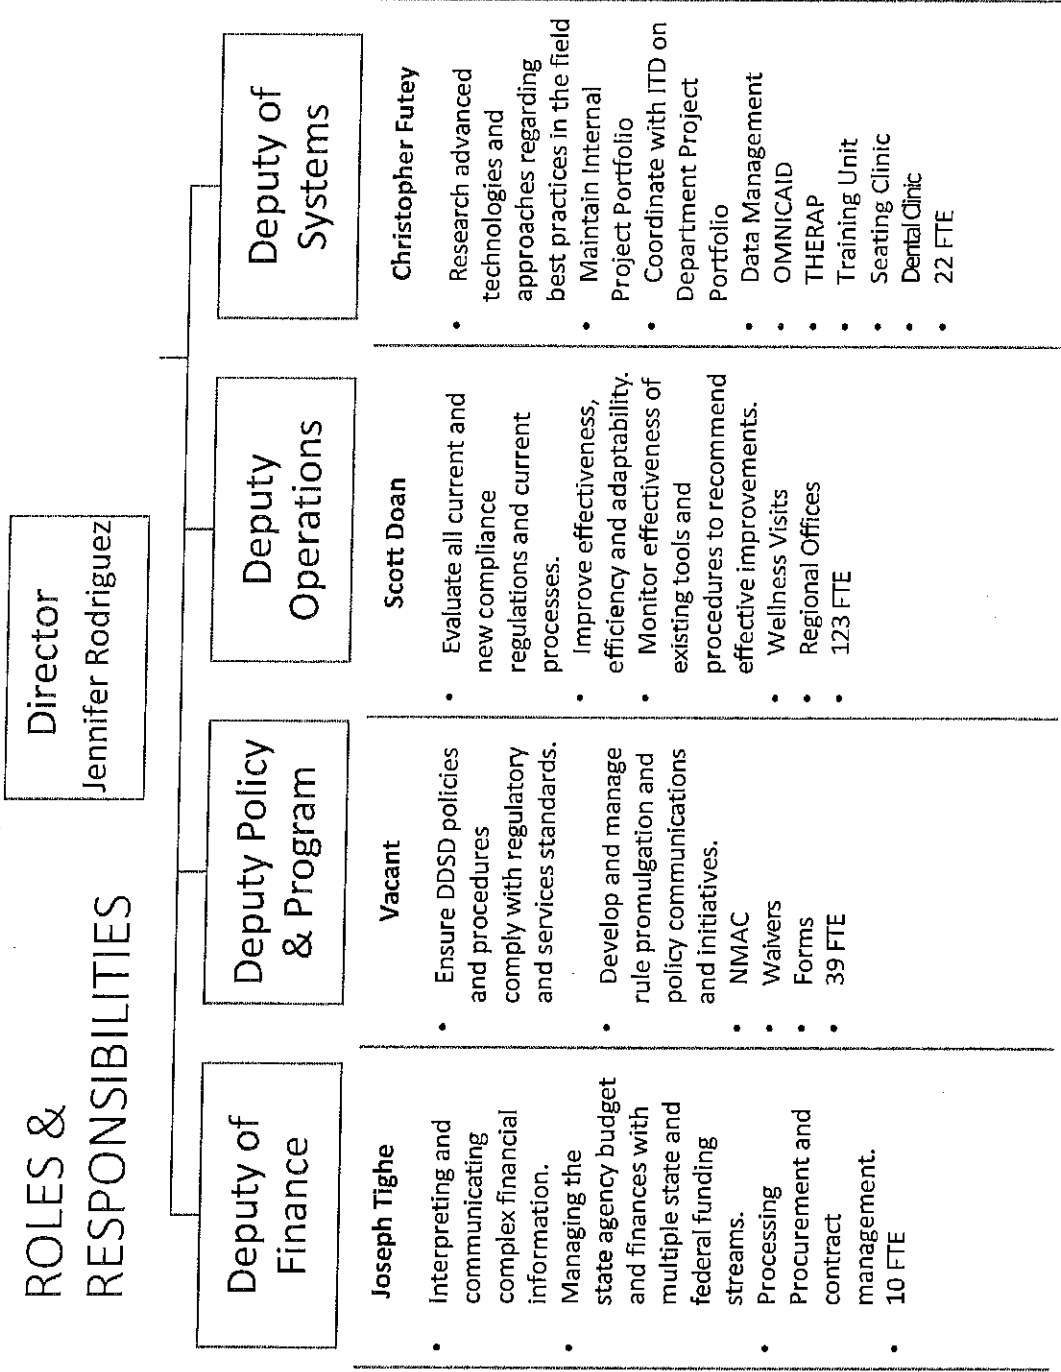 ROLES &
RESPONSIBILITIES
Director
Jennifer Rodriguez
Deputy of
Finance
Joseph Tighe
• Interpreting and
communicating
complex financial
information.
• Managing the
state agency budget
and finances with
multiple state and
federal funding
streams.
• Processing
Procurement and
contract
management.
• 10 FTE
Deputy Policy
& Program
Vacant
• Ensure DDSD policies
and procedures
comply with regulatory
and services standards.
• Develop and manage
rule promulgation and
policy communications
and initiatives.
• NMAC
• Waivers
• Forms
• 39 FTE
Deputy
Operations
Scott Doan
• Evaluate all current and
new compliance
regulations and current
processes.
• Improve effectiveness,
efficiency and adaptability.
• Monitor effectiveness of
existing tools and
procedures to recommend
effective improvements.
• Wellness Visits
• Regional Offices
• 123 FTE
Deputy of
Systems
Christopher Futey
• Research advanced
technologies and
approaches regarding
best practices in the field
• Maintain Internal
Project Portfolio
• Coordinate with ITD on
Department Project
Portfolio
• Data Management
• OMNICAID
• THERAP
• Training Unit
• Seating Clinic
• Dental Clinic
• 22 FTE